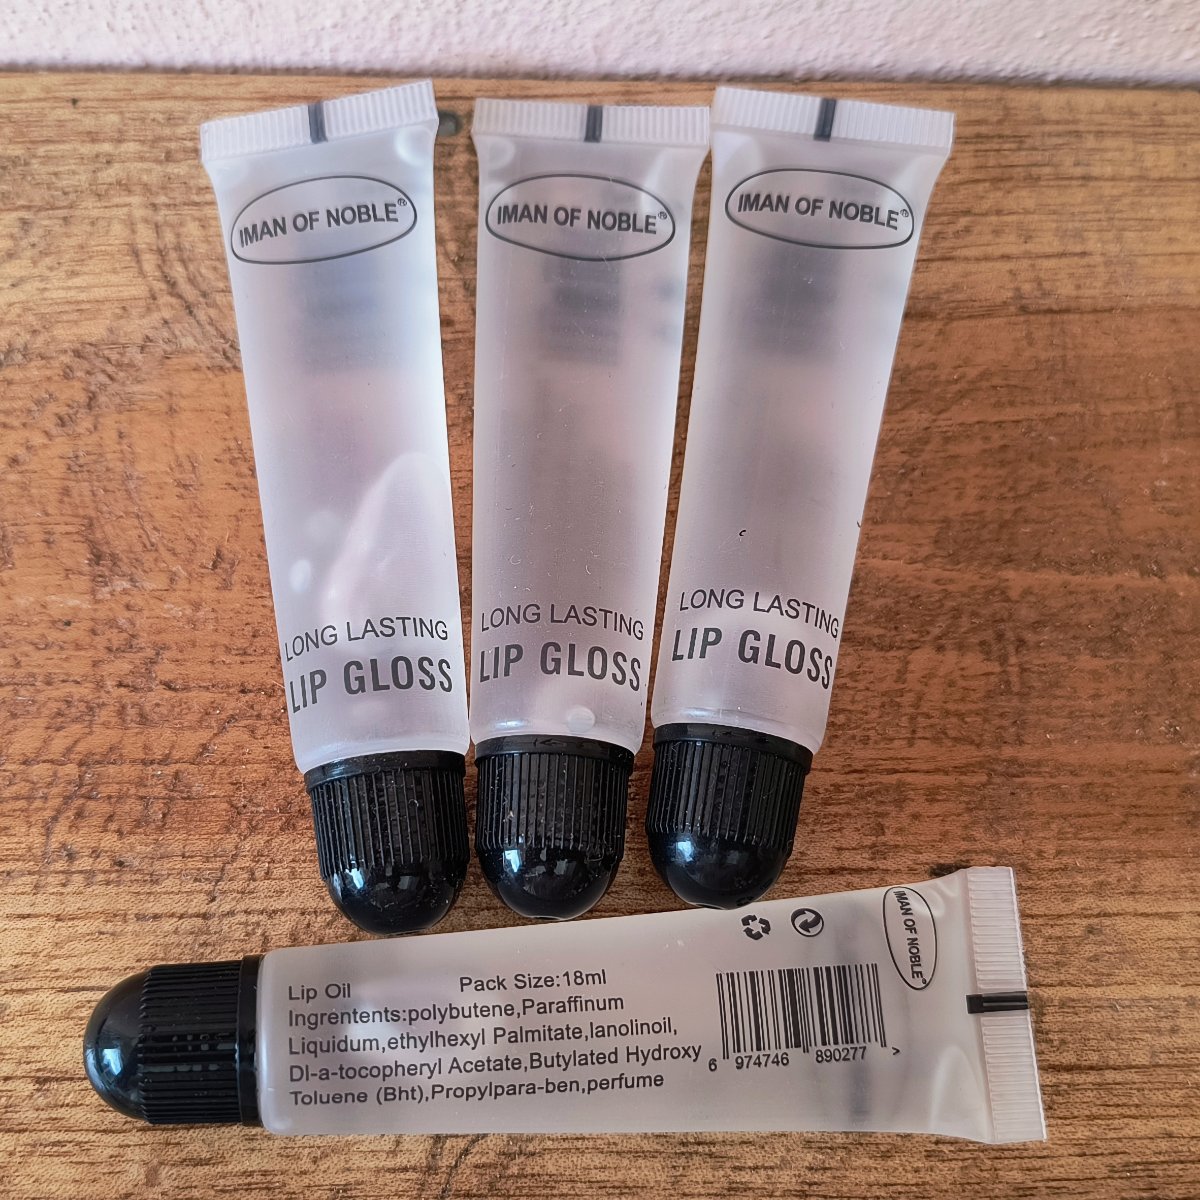 IMAN OF NOBLE®
LONG LASTING
LIP GLOSS
IMAN OF NOBLE®
LONG LASTING
LIP GLOSS
IMAN OF NOBLE®
LONG LASTING
LIP GLOSS
IMAN OF NOBLE®
Lip Oil Pack Size:18ml
Ingrentents:polybutene,Paraffinum
Liquidum,ethylhexyl Palmitate,lanolinoil,
Dl-a-tocopheryl Acetate,Butylated Hydroxy
Toluene (Bht),Propylpara-ben,perfume
6 974746 890277 >